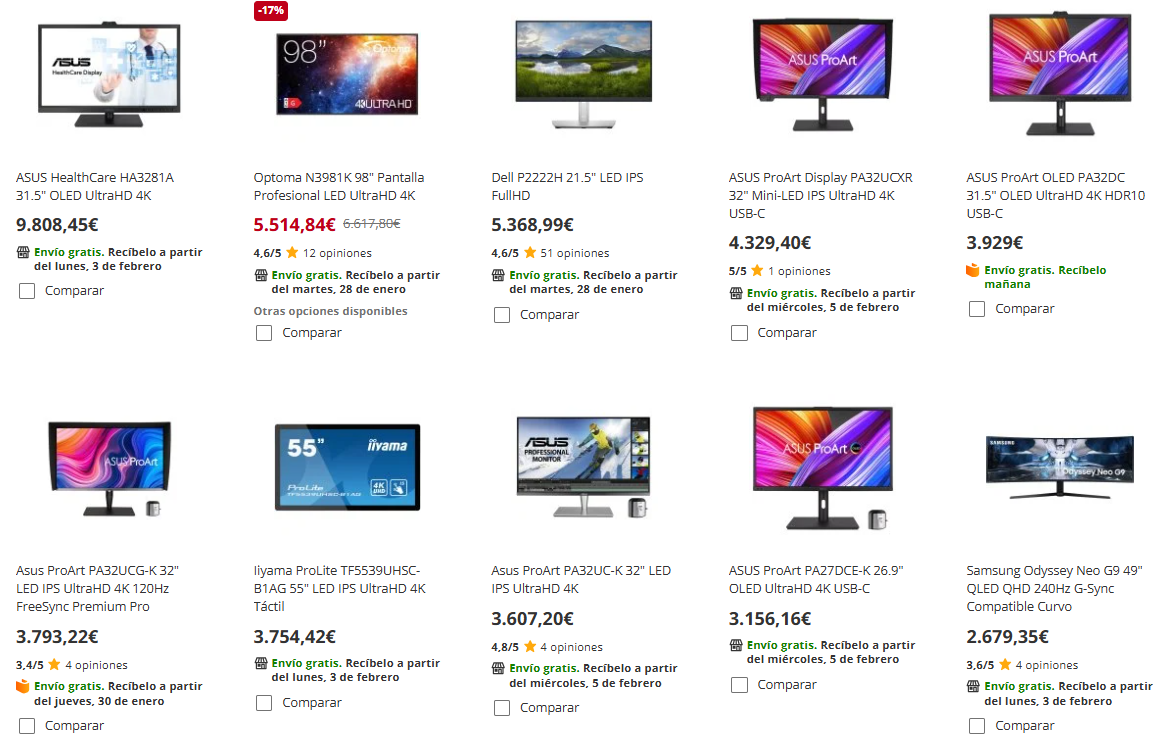 -17%
ASUS
HealthCare Display
98”
Optoma
4K ULTRA HD
ASUS ProArt
ASUS ProArt
ASUS HealthCare HA3281A
31.5" OLED UltraHD 4K
9.808,45€
Envío gratis. Recíbelo a partir
del lunes, 3 de febrero
Comparar
Optoma N3981K 98" Pantalla
Profesional LED UltraHD 4K
5.514,84€ 6.617,80€
4,6/5 12 opiniones
Envío gratis. Recíbelo a partir
del martes, 28 de enero
Otras opciones disponibles
Comparar
Dell P2222H 21.5" LED IPS
FullHD
5.368,99€
4,6/5 51 opiniones
Envío gratis. Recíbelo a partir
del martes, 28 de enero
Comparar
ASUS ProArt Display PA32UCXR
32" Mini-LED IPS UltraHD 4K
USB-C
4.329,40€
5/5 1 opiniones
Envío gratis. Recíbelo a partir
del miércoles, 5 de febrero
Comparar
ASUS ProArt OLED PA32DC
31.5" OLED UltraHD 4K HDR10
USB-C
3.929€
Envío gratis. Recíbelo
mañana
Comparar
ASUS ProArt
55”
iiyama
ProLite
TF5539UHSC-B1AG
4K
UHD
ASUS
PROFESSIONAL
MONITOR
ASUS ProArt
SAMSUNG
Odyssey Neo G9
Asus ProArt PA32UCG-K 32"
LED IPS UltraHD 4K 120Hz
FreeSync Premium Pro
3.793,22€
3,4/5 4 opiniones
Envío gratis. Recíbelo a partir
del jueves, 30 de enero
Comparar
Iiyama ProLite TF5539UHSC-
B1AG 55" LED IPS UltraHD 4K
Táctil
3.754,42€
Envío gratis. Recíbelo a partir
del lunes, 3 de febrero
Comparar
Asus ProArt PA32UC-K 32" LED
IPS UltraHD 4K
3.607,20€
4,8/5 4 opiniones
Envío gratis. Recíbelo a partir
del miércoles, 5 de febrero
Comparar
ASUS ProArt PA27DCE-K 26.9"
OLED UltraHD 4K USB-C
3.156,16€
Envío gratis. Recíbelo a partir
del miércoles, 5 de febrero
Comparar
Samsung Odyssey Neo G9 49"
QLED QHD 240Hz G-Sync
Compatible Curvo
2.679,35€
3,6/5 4 opiniones
Envío gratis. Recíbelo a partir
del lunes, 3 de febrero
Comparar